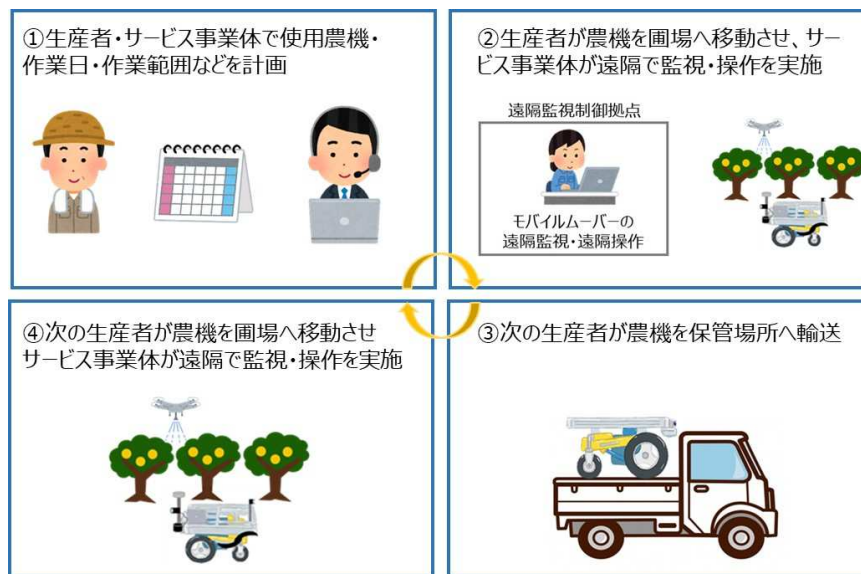 ①生産者・サービス事業体で使用農機・
作業日・作業範囲などを計画
②生産者が農機を圃場へ移動させ、サー
ビス事業体が遠隔で監視・操作を実施
遠隔監視制御拠点
モバイルムーバーの
遠隔監視・遠隔操作
④次の生産者が農機を圃場へ移動させ
サービス事業体が遠隔で監視・操作を実施
③次の生産者が農機を保管場所へ輸送